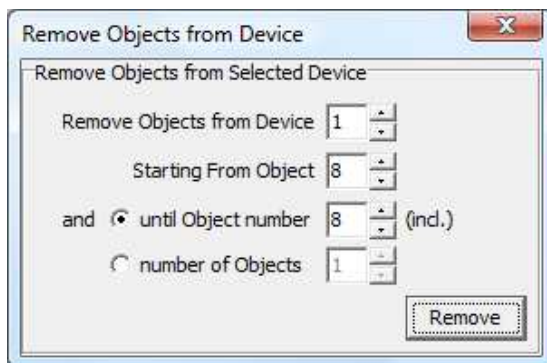 Remove Objects from Device
Remove Objects from Selected Device
Remove Objects from Device 1
Starting From Object 8
and until Object number 8 (incl.)
number of Objects 1
Remove